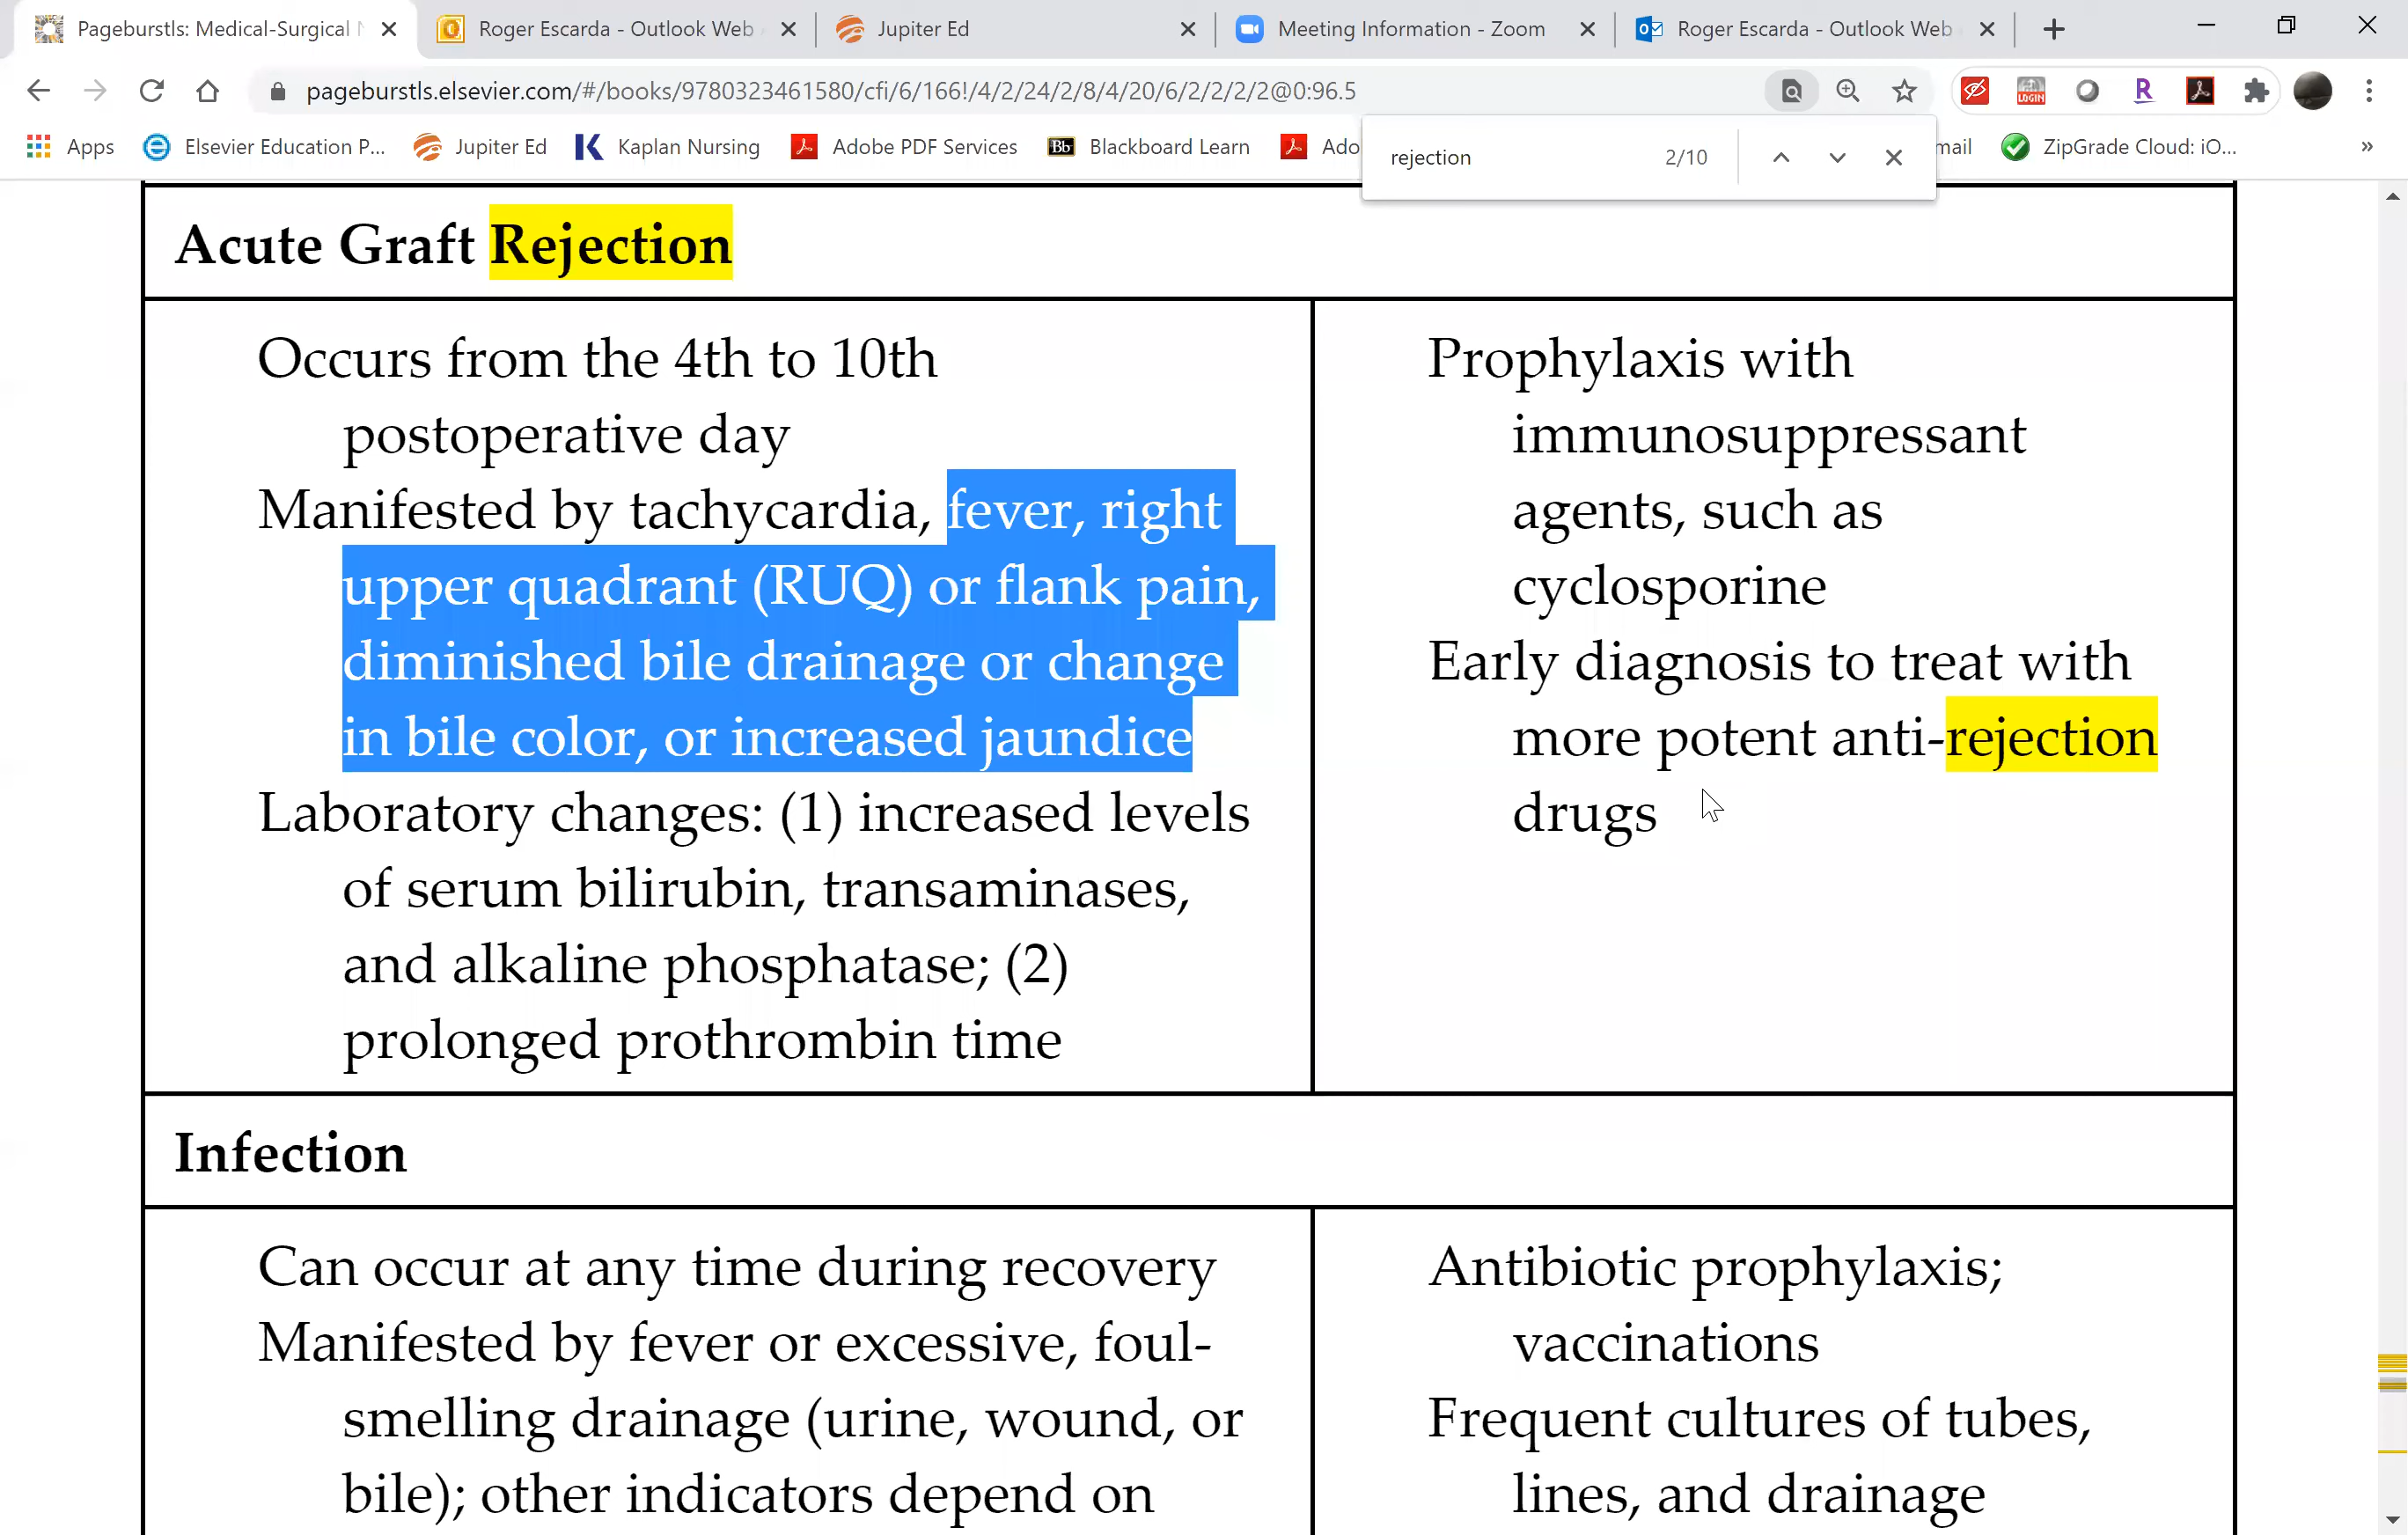 Pageburstls: Medical-Surgical
Roger Escarda - Outlook Web
Jupiter Ed
Meeting Information - Zoom
Roger Escarda - Outlook Web
pageburstls.elsevier.com/#/books/9780323461580/cfi/6/166!/4/2/24/2/8/4/20/6/2/2/2/2@0:96.5
LOGIN
R
Apps
Elsevier Education P...
Jupiter Ed
K
Kaplan Nursing
Adobe PDF Services
Bb
Blackboard Learn
Ado
rejection
2/10
mail
ZipGrade Cloud: iO...
»
Acute Graft Rejection
Occurs from the 4th to 10th
postoperative day
Manifested by tachycardia, fever, right
upper quadrant (RUQ) or flank pain,
diminished bile drainage or change
in bile color, or increased jaundice
Laboratory changes: (1) increased levels
of serum bilirubin, transaminases,
and alkaline phosphatase; (2)
prolonged prothrombin time
Prophylaxis with
immunosuppressant
agents, such as
cyclosporine
Early diagnosis to treat with
more potent anti-rejection
drugs
Infection
Can occur at any time during recovery
Manifested by fever or excessive, foul-
smelling drainage (urine, wound, or
bile); other indicators depend on
Antibiotic prophylaxis;
vaccinations
Frequent cultures of tubes,
lines, and drainage